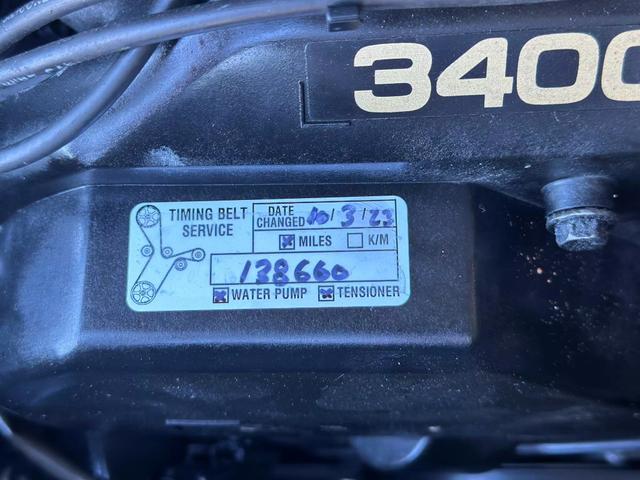 3400
TIMING BELT SERVICE
DATE CHANGED 10/3/23
☒ MILES ☐ K/M
138660
☒ WATER PUMP ☒ TENSIONER